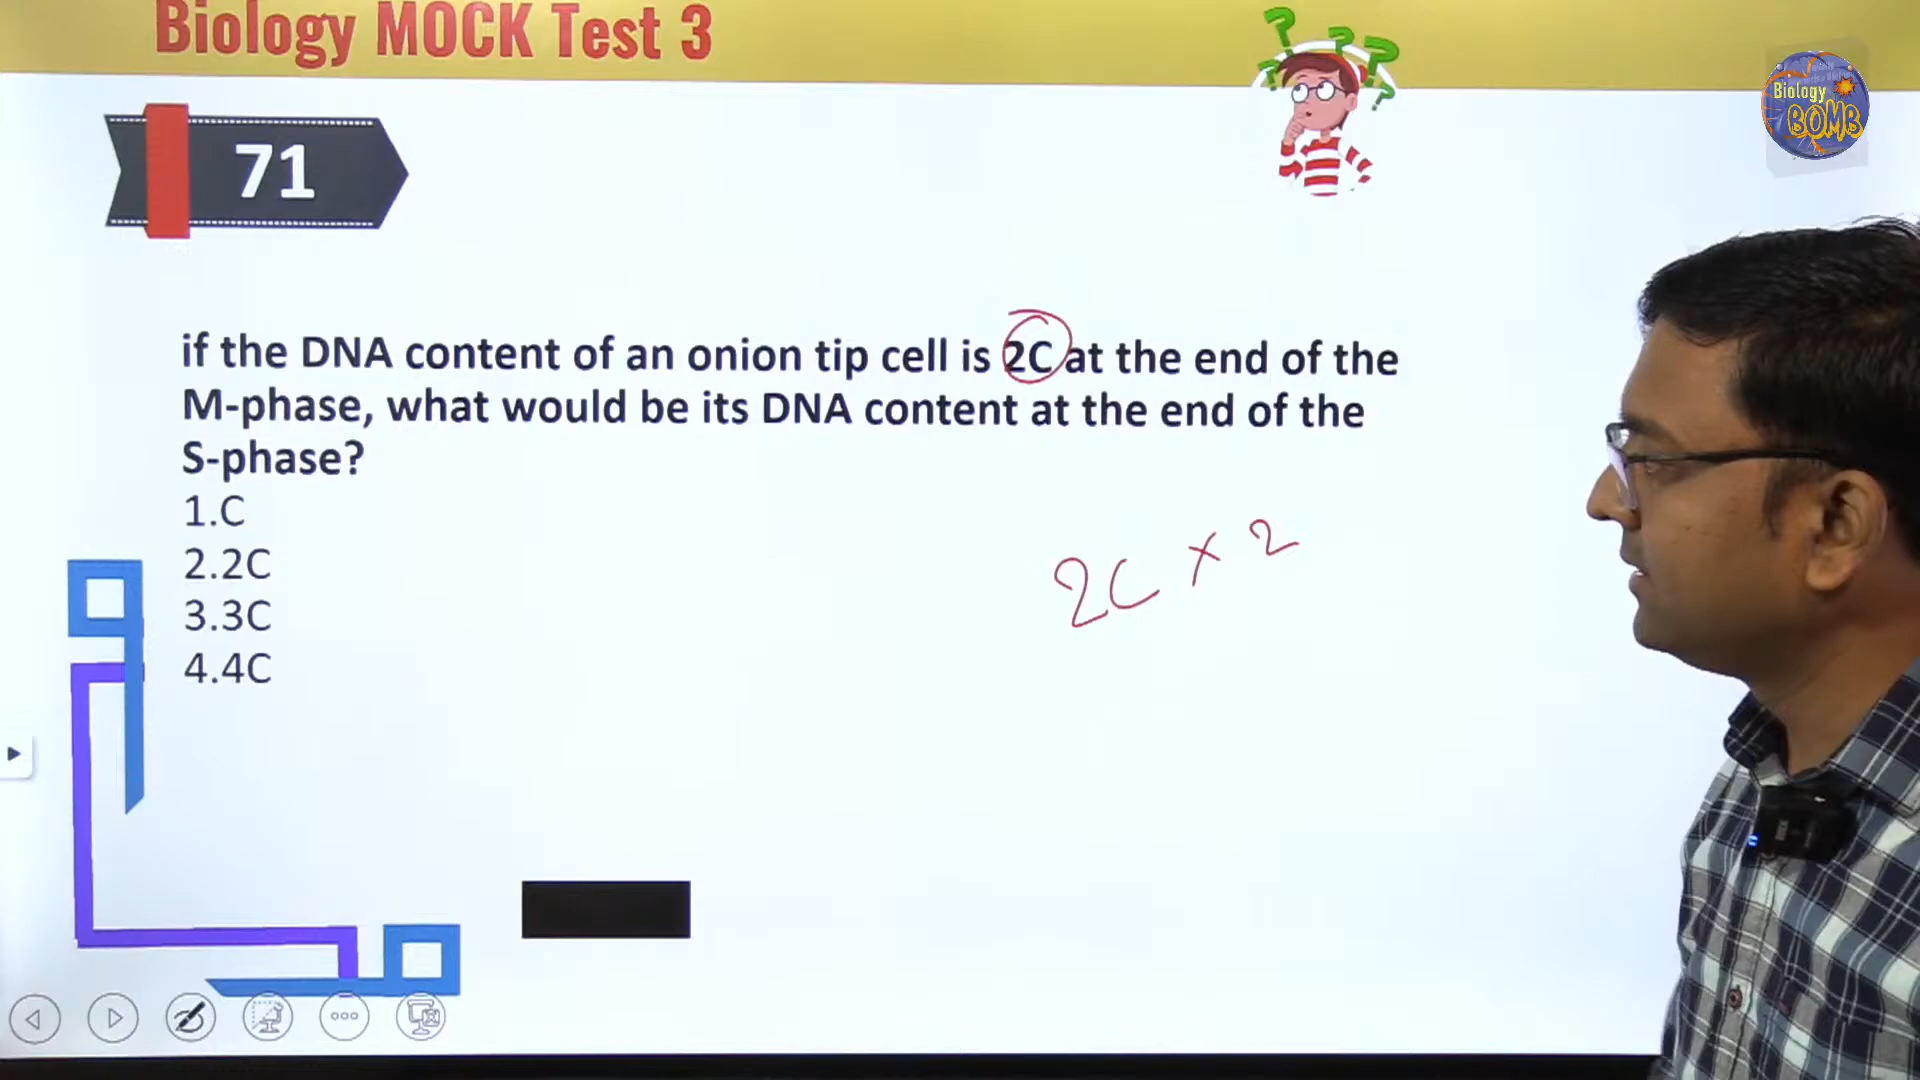 Biology MOCK Test 3
Biology
BOMB
71
if the DNA content of an onion tip cell is 2C at the end of the
M-phase, what would be its DNA content at the end of the
S-phase?
1.C
2.2C
3.3C
4.4C
2C × 2